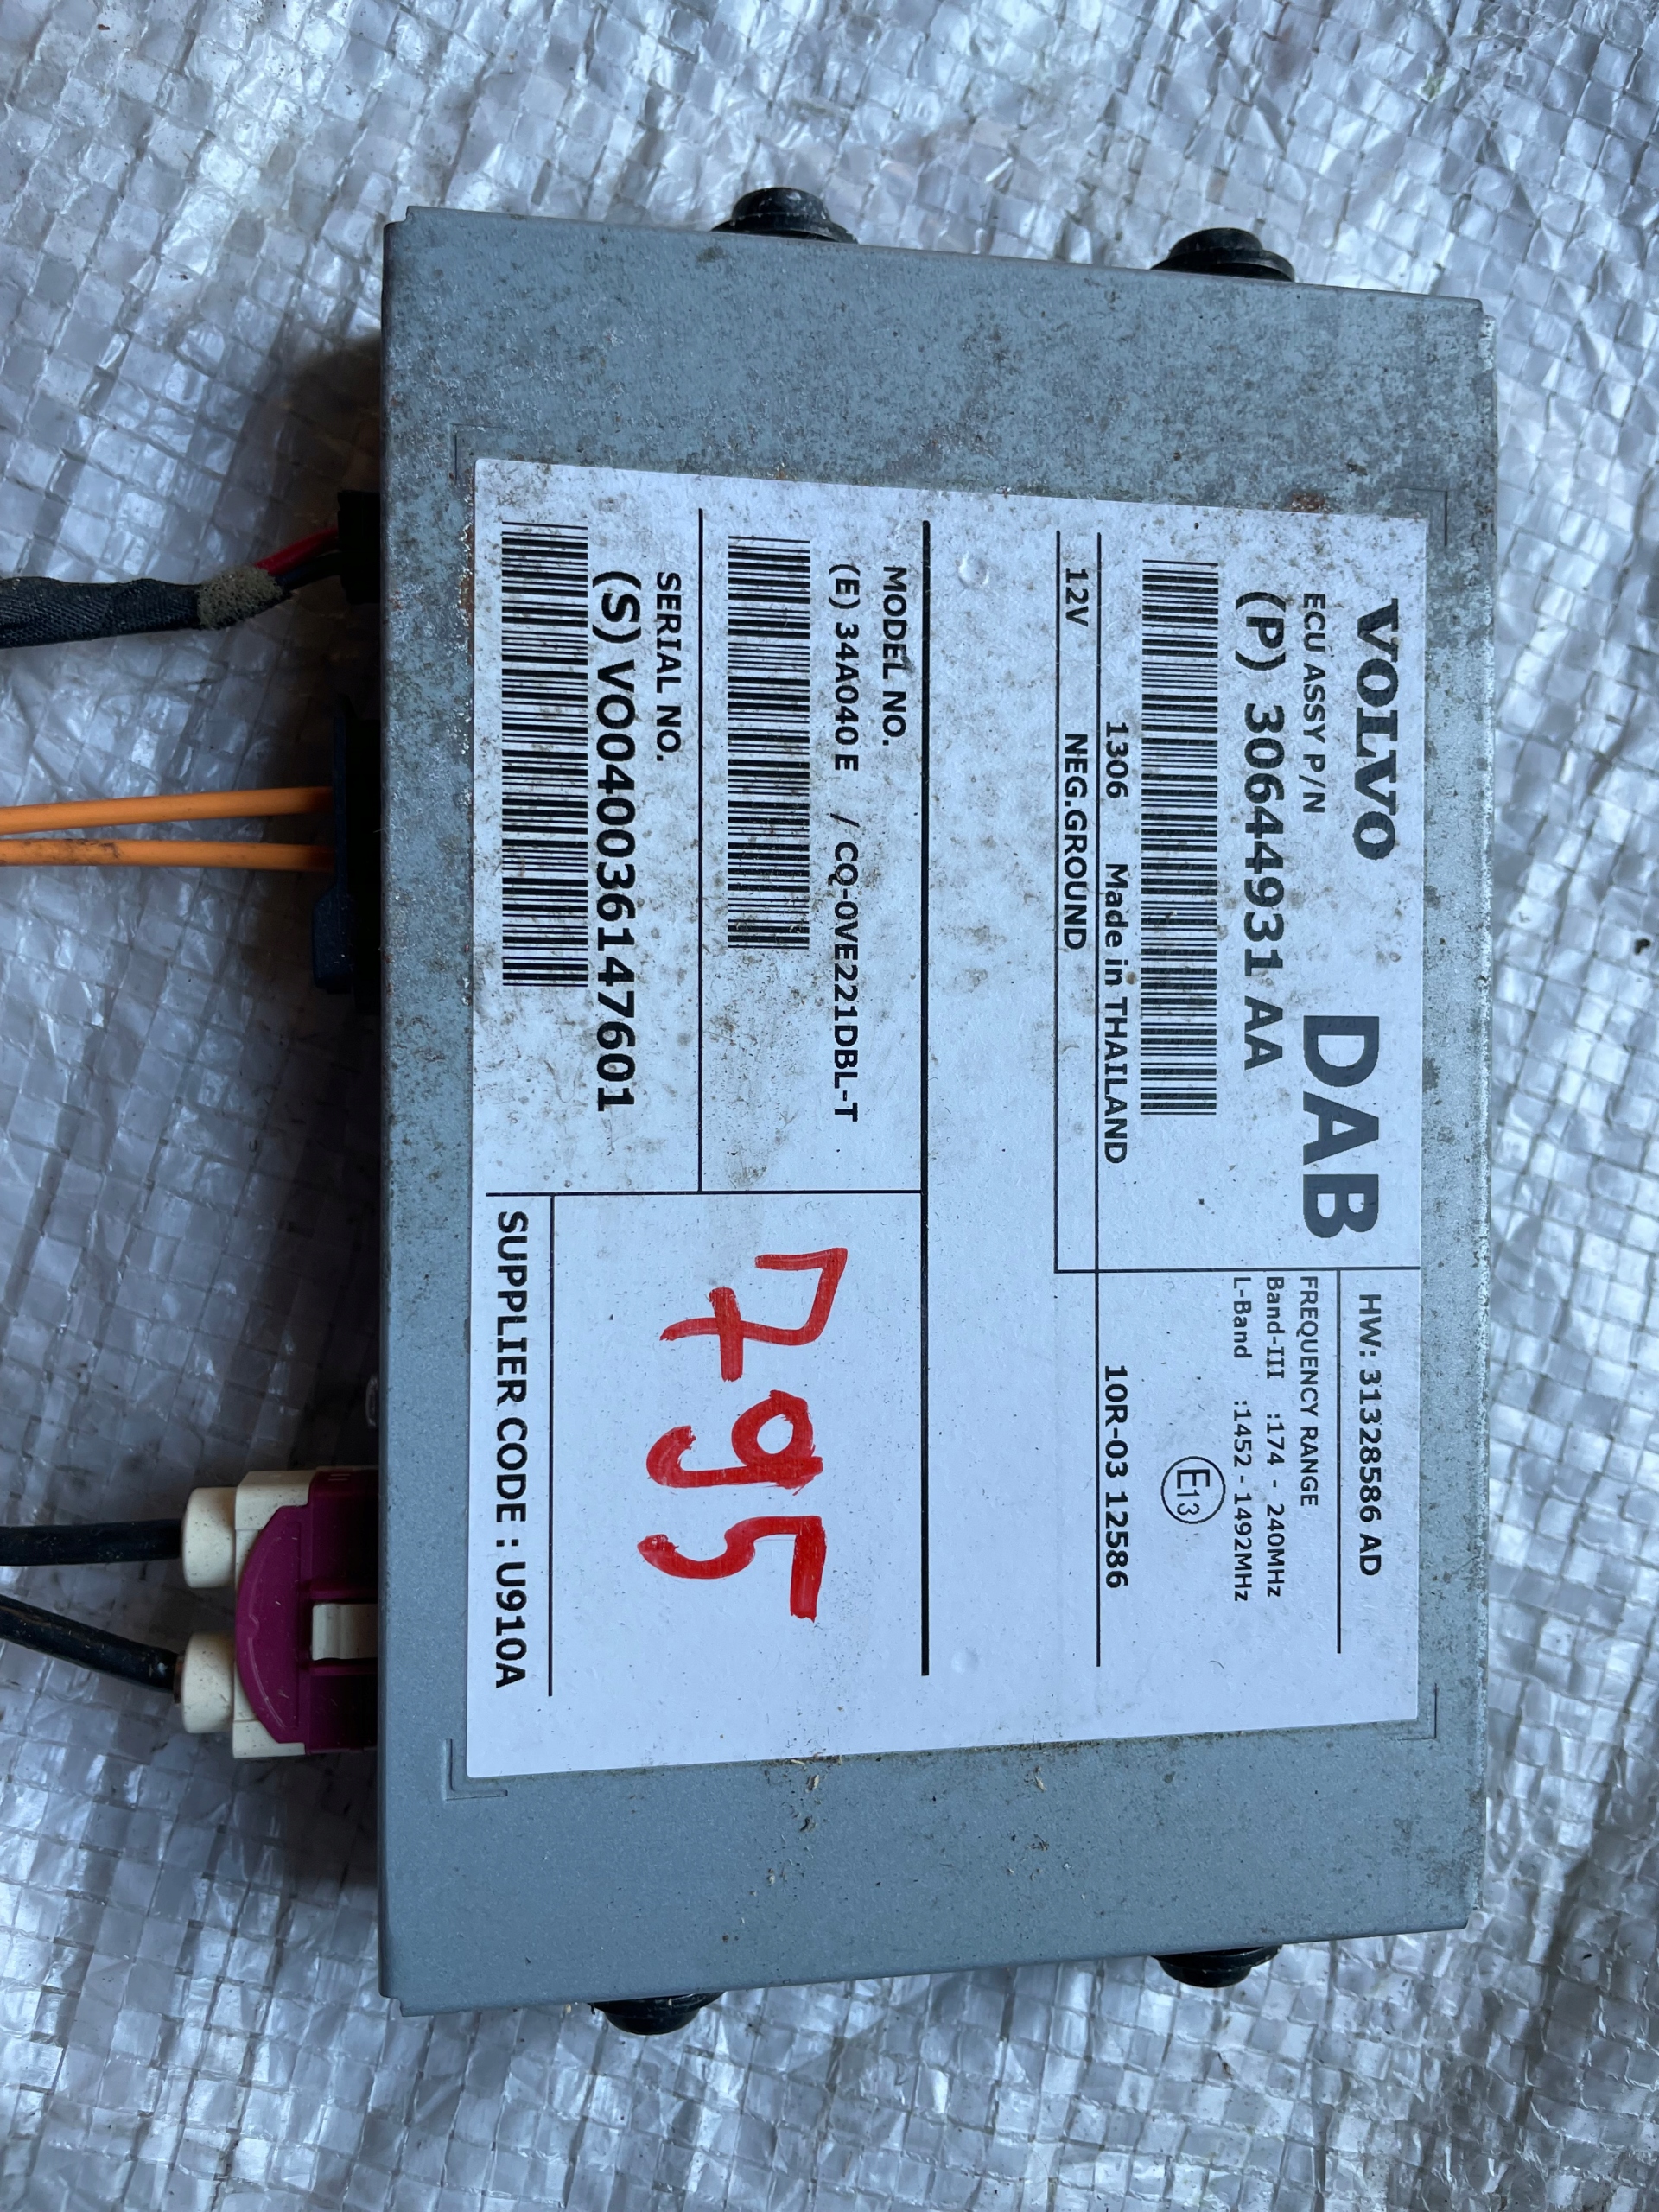 VOLVO
DAB
ECU ASSY P/N
(P) 30644931 AA
HW: 31328586 AD
FREQUENCY RANGE
Band-III :174 - 240MHz
L-Band :1452 - 1492MHz
E13
1306 Made in THAILAND
10R-03 12586
12V NEG.GROUND
MODEL NO.
(E) 34A040E / CQ-0VE221DBL-T
SERIAL NO.
(S) VO040036147601
795
SUPPLIER CODE : U910A